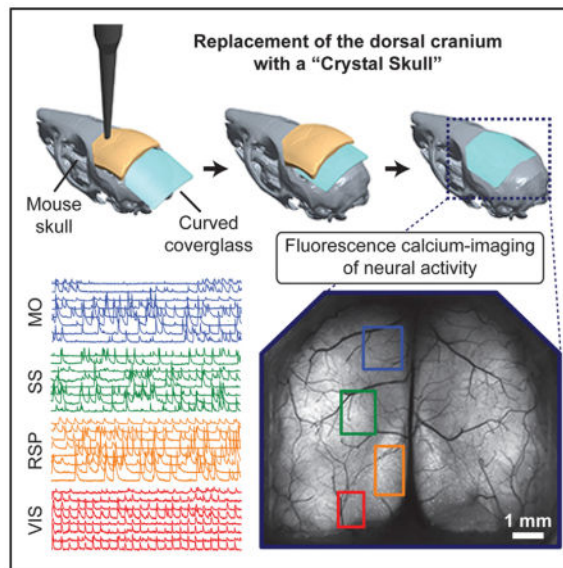 Replacement of the dorsal cranium
with a “Crystal Skull”
Mouse
skull
Curved
coverglass
Fluorescence calcium-imaging
of neural activity
MO
SS
RSP
VIS
1 mm